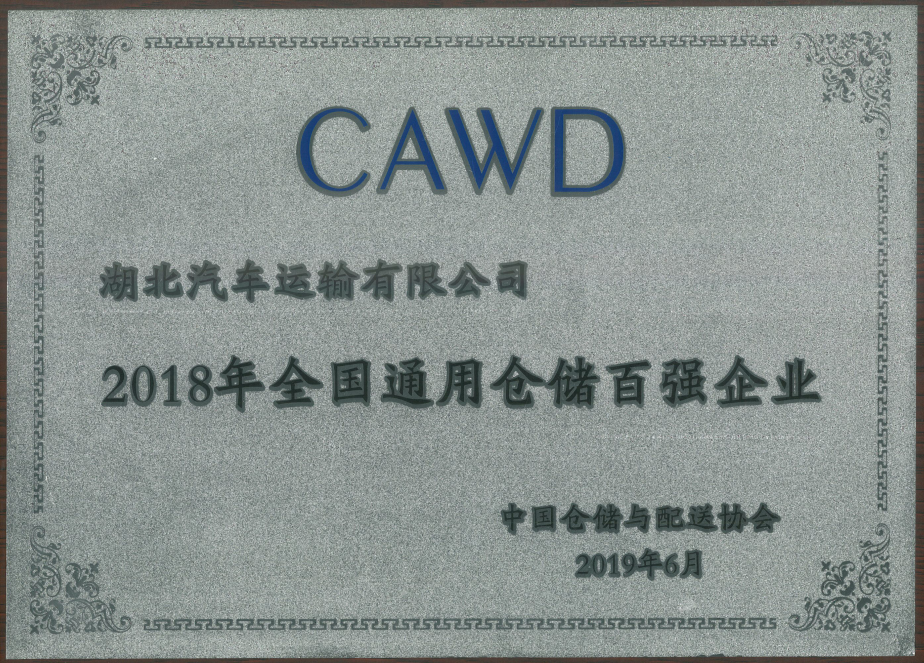 CAWD
湖北汽车运输有限公司
2018年全国通用仓储百强企业
中国仓储与配送协会
2019年6月